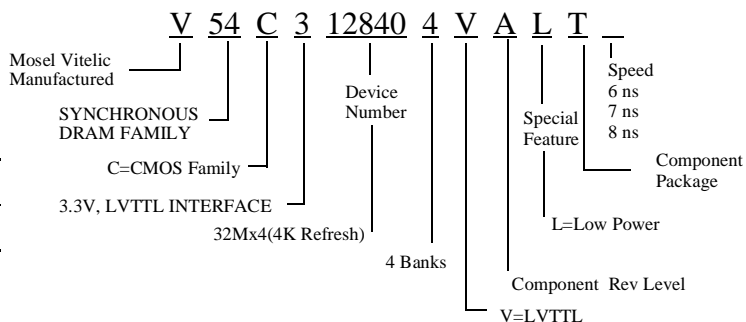 V 54 C 3 12840 4 V A L T
Mosel Vitelic
Manufactured
SYNCHRONOUS
DRAM FAMILY
C=CMOS Family
3.3V, LVTTL INTERFACE
Device
Number
32Mx4(4K Refresh)
4 Banks
V=LVTTL
Component Rev Level
Special
Feature
L=Low Power
Component
Package
Speed
6 ns
7 ns
8 ns